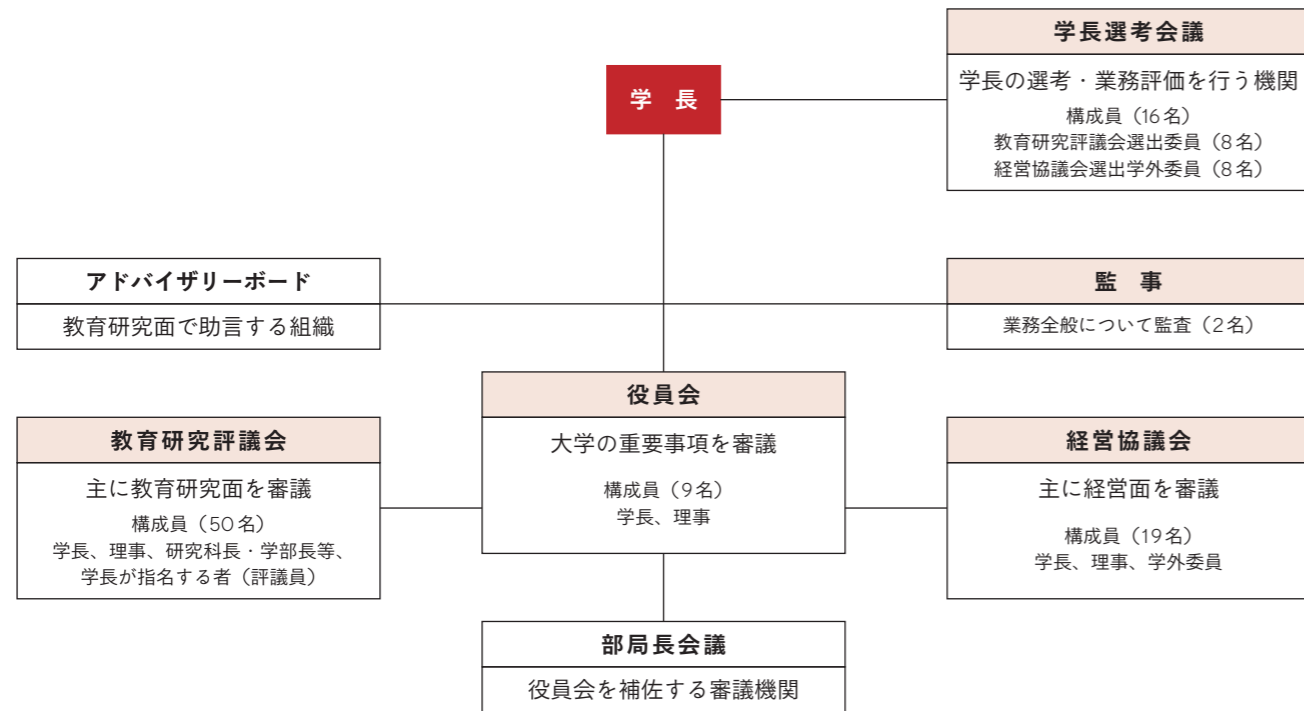 学長選考会議
学長の選考・業務評価を行う機関
構成員（16名）
教育研究評議会選出委員（8名）
経営協議会選出学外委員（8名）
学　長
アドバイザリーボード
教育研究面で助言する組織
監　事
業務全般について監査（2名）
役員会
大学の重要事項を審議
構成員（9名）
学長、理事
教育研究評議会
主に教育研究面を審議
構成員（50名）
学長、理事、研究科長・学部長等、
学長が指名する者（評議員）
経営協議会
主に経営面を審議
構成員（19名）
学長、理事、学外委員
部局長会議
役員会を補佐する審議機関